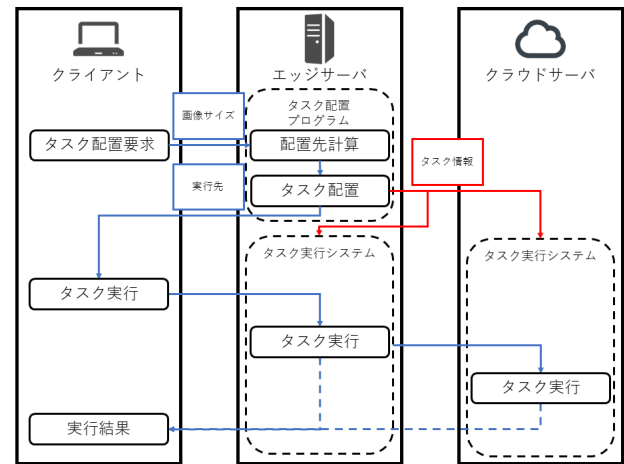 クライアント
エッジサーバ
クラウドサーバ
画像サイズ
タスク配置
プログラム
タスク配置要求
配置先計算
タスク情報
実行先
タスク配置
タスク実行システム
タスク実行システム
タスク実行
タスク実行
タスク実行
実行結果